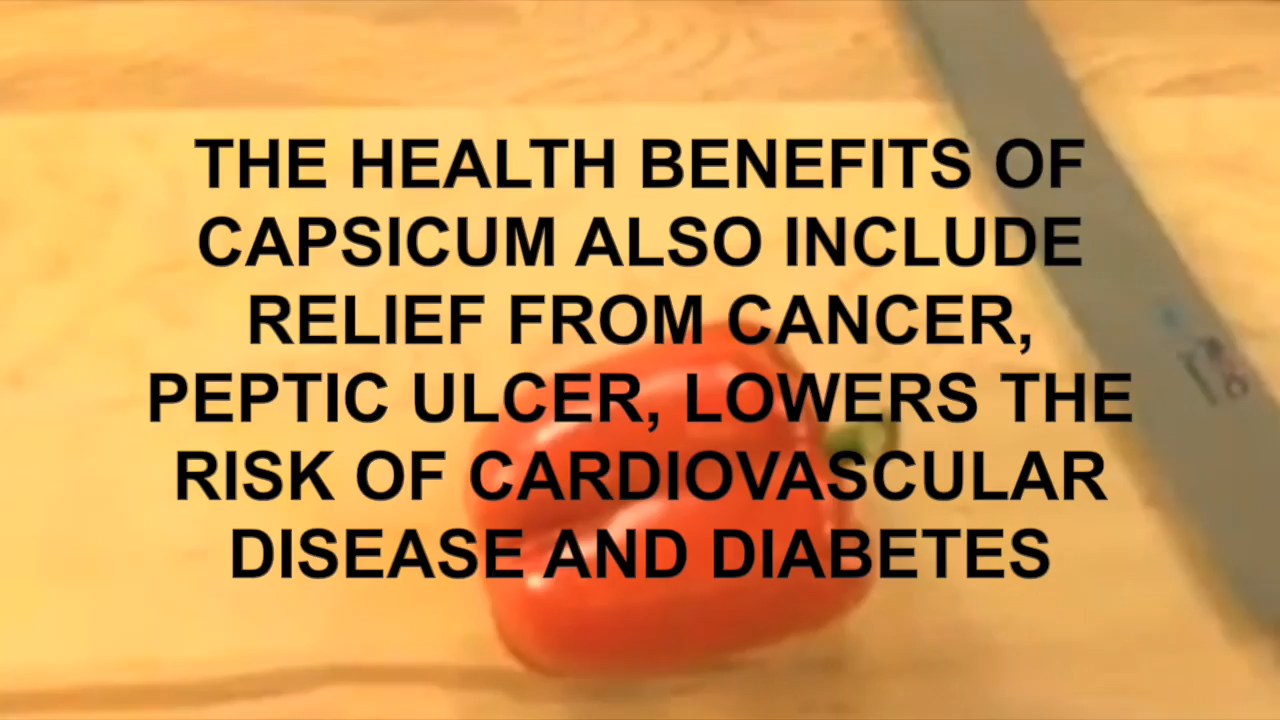 THE HEALTH BENEFITS OF
CAPSICUM ALSO INCLUDE
RELIEF FROM CANCER,
PEPTIC ULCER, LOWERS THE
RISK OF CARDIOVASCULAR
DISEASE AND DIABETES